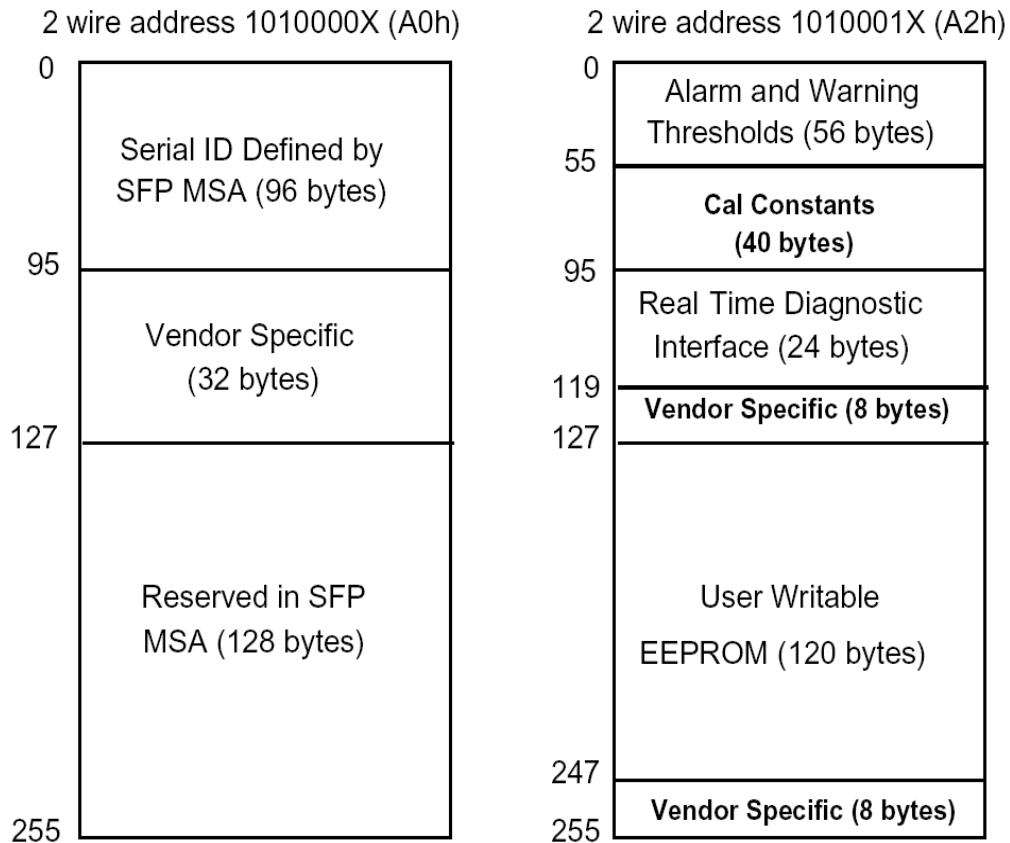 2 wire address 1010000X (A0h)
0
Serial ID Defined by
SFP MSA (96 bytes)
95
Vendor Specific
(32 bytes)
127
Reserved in SFP
MSA (128 bytes)
255
2 wire address 1010001X (A2h)
0
Alarm and Warning
Thresholds (56 bytes)
55
Cal Constants
(40 bytes)
95
Real Time Diagnostic
Interface (24 bytes)
119
Vendor Specific (8 bytes)
127
User Writable
EEPROM (120 bytes)
247
Vendor Specific (8 bytes)
255